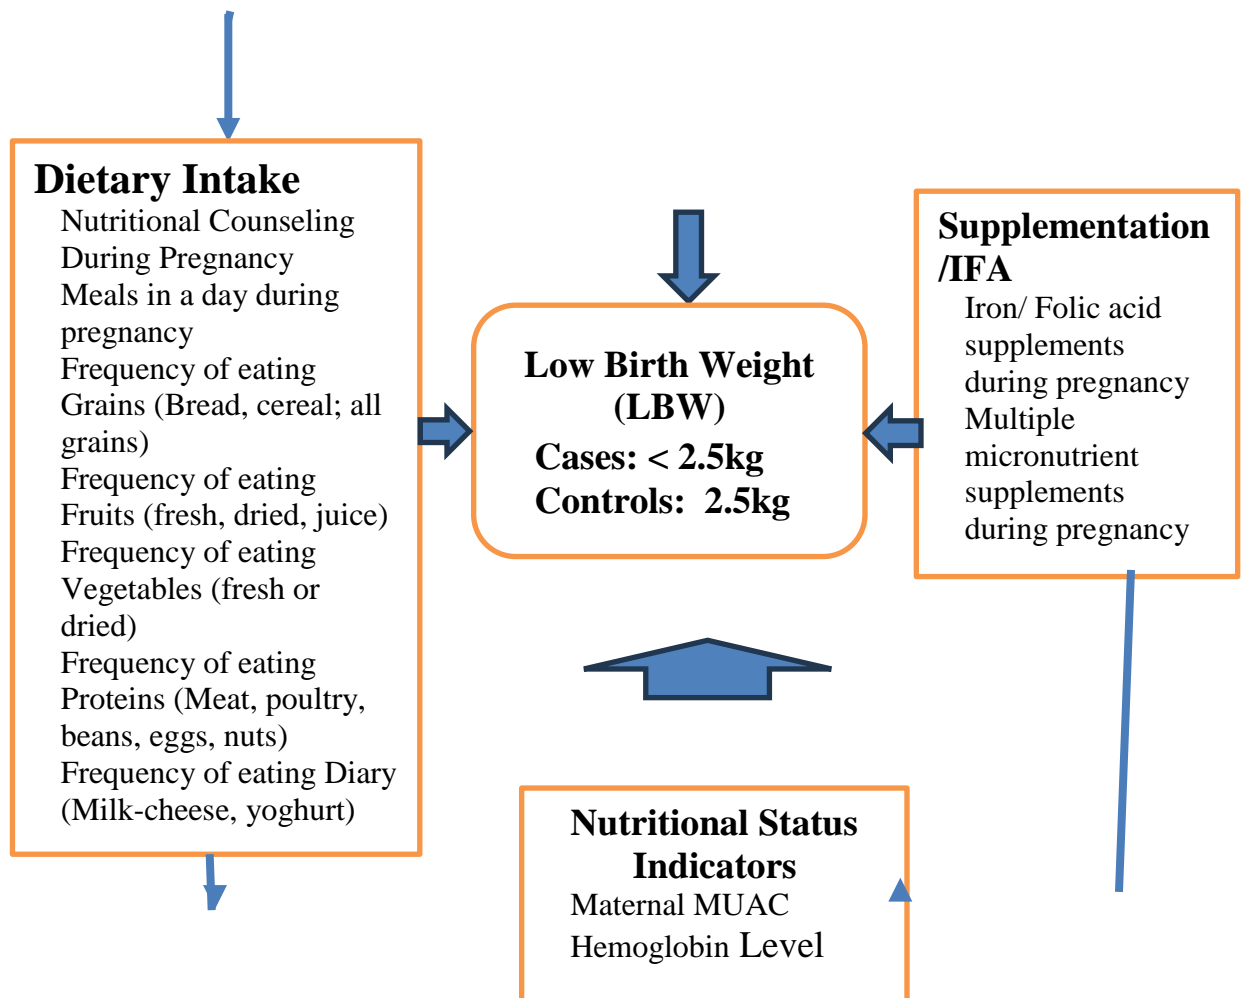 Dietary Intake
Nutritional Counseling
During Pregnancy
Meals in a day during
pregnancy
Frequency of eating
Grains (Bread, cereal; all
grains)
Frequency of eating
Fruits (fresh, dried, juice)
Frequency of eating
Vegetables (fresh or
dried)
Frequency of eating
Proteins (Meat, poultry,
beans, eggs, nuts)
Frequency of eating Diary
(Milk-cheese, yoghurt)
Low Birth Weight
(LBW)
Cases: < 2.5kg
Controls: 2.5kg
Supplementation
/IFA
Iron/ Folic acid
supplements
during pregnancy
Multiple
micronutrient
supplements
during pregnancy
Nutritional Status
Indicators
Maternal MUAC
Hemoglobin Level